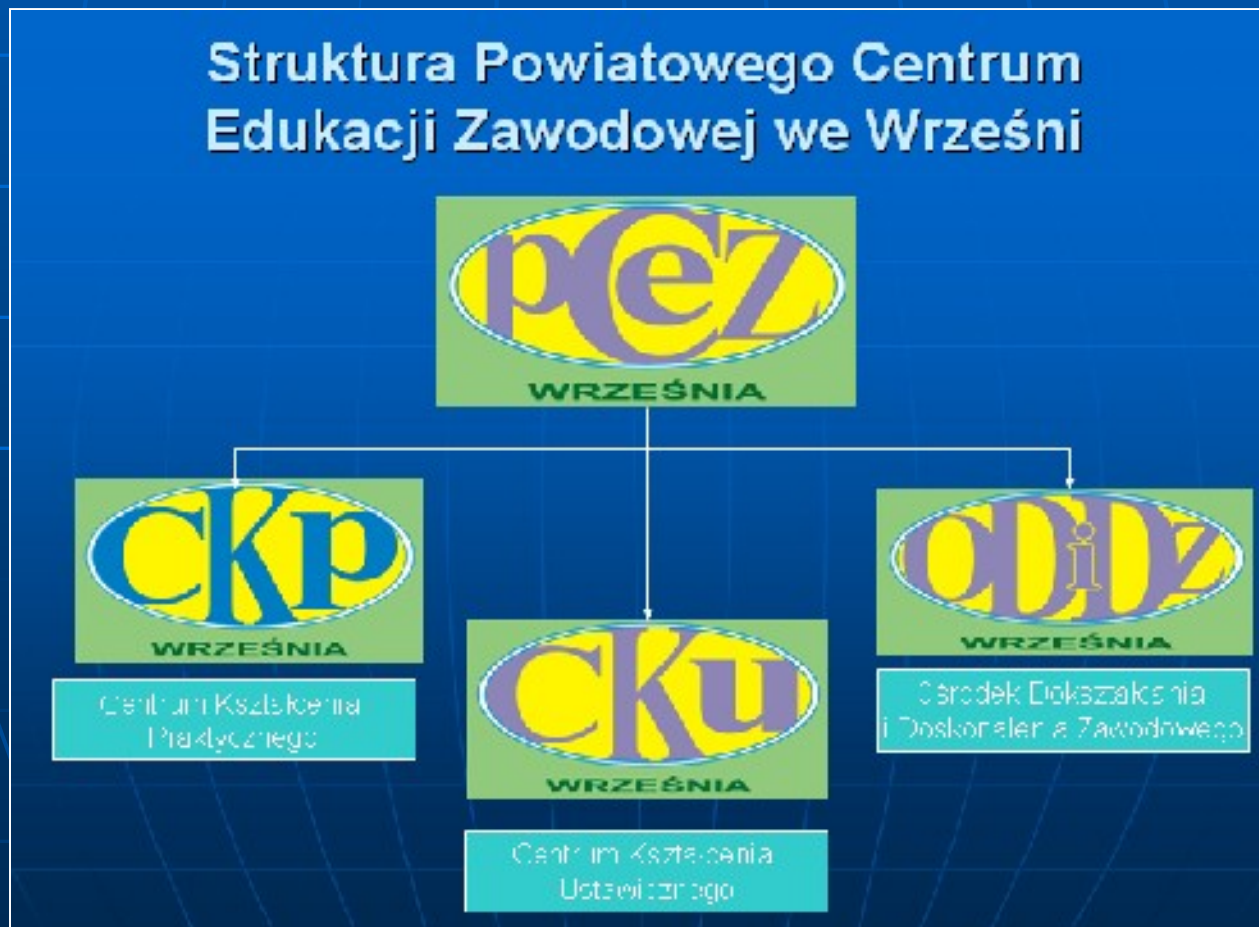 Struktura Powiatowego Centrum
Edukacji Zawodowej we Wrześni
pCeZ
WRZEŚNIA
CKp
WRZEŚNIA
Centrum Kształcenia
Praktycznego
CKu
WRZEŚNIA
Centrum Kształcenia
Ustawicznego
oDiDz
WRZEŚNIA
Ośrodek Dokształcania
i Doskonalenia Zawodowego